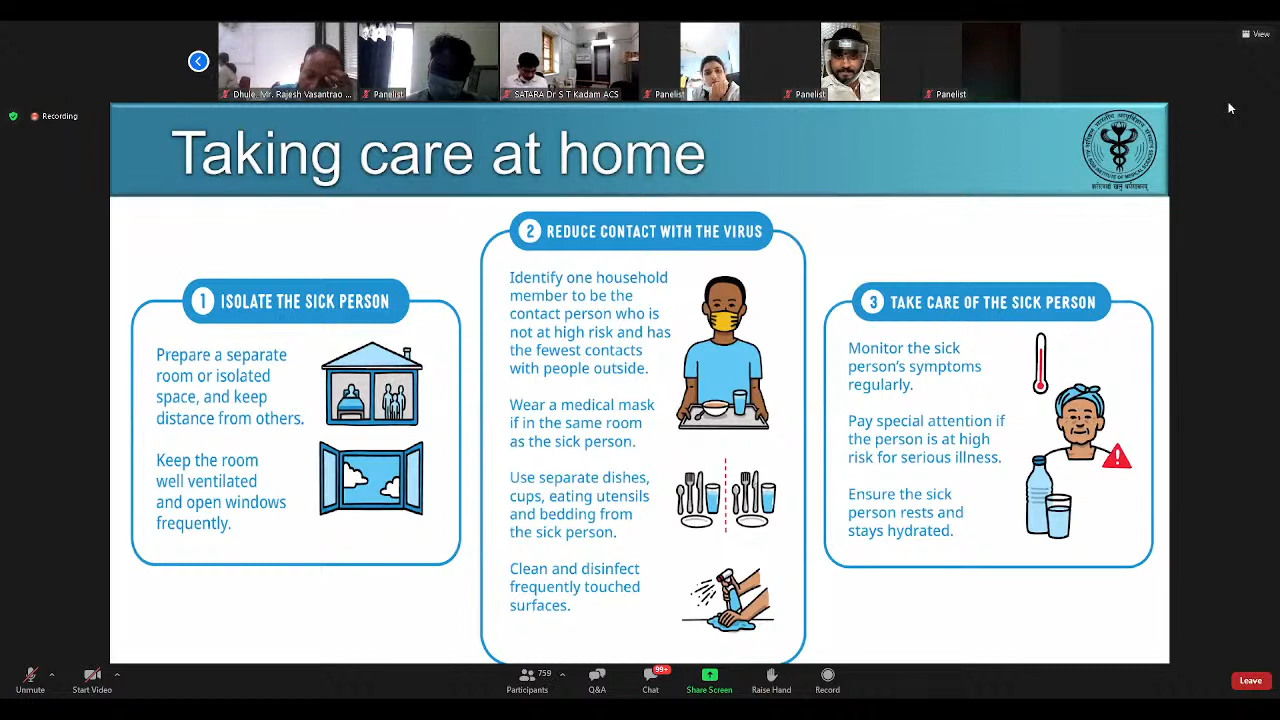 View
Dhule, Mr. Rajesh Vasantrao ...
Panelist
SATARA Dr S T Kadam ACS
Panelist
Panelist
Panelist
Recording
Taking care at home
1 ISOLATE THE SICK PERSON
Prepare a separate
room or isolated
space, and keep
distance from others.
Keep the room
well ventilated
and open windows
frequently.
2 REDUCE CONTACT WITH THE VIRUS
Identify one household
member to be the
contact person who is
not at high risk and has
the fewest contacts
with people outside.
Wear a medical mask
if in the same room
as the sick person.
Use separate dishes,
cups, eating utensils
and bedding from
the sick person.
Clean and disinfect
frequently touched
surfaces.
3 TAKE CARE OF THE SICK PERSON
Monitor the sick
person's symptoms
regularly.
Pay special attention if
the person is at high
risk for serious illness.
Ensure the sick
person rests and
stays hydrated.
Unmute
Start Video
759
Participants
Q&A
99+
Chat
Share Screen
Raise Hand
Record
Leave